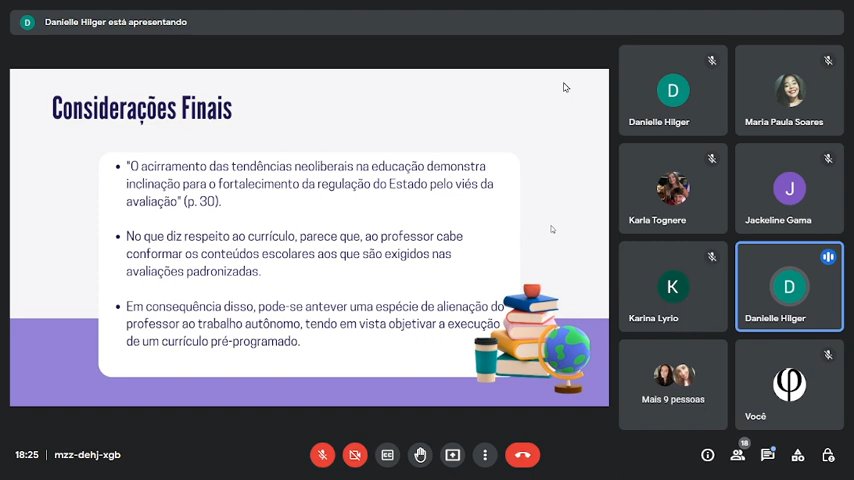 D
Danielle Hilger está apresentando
Considerações Finais
• "O acirramento das tendências neoliberais na educação demonstra
inclinação para o fortalecimento da regulação do Estado pelo viés da
avaliação" (p. 30).
• No que diz respeito ao currículo, parece que, ao professor cabe
conformar os conteúdos escolares aos que são exigidos nas
avaliações padronizadas.
• Em consequência disso, pode-se antever uma espécie de alienação do
professor ao trabalho autônomo, tendo em vista objetivar a execução
de um currículo pré-programado.
D
Danielle Hilger
Maria Paula Soares
Karla Tognere
J
Jackeline Gama
K
Karina Lyrio
D
Danielle Hilger
Mais 9 pessoas
φ
Você
18:25 | mzz-dehj-xgb
CC
18